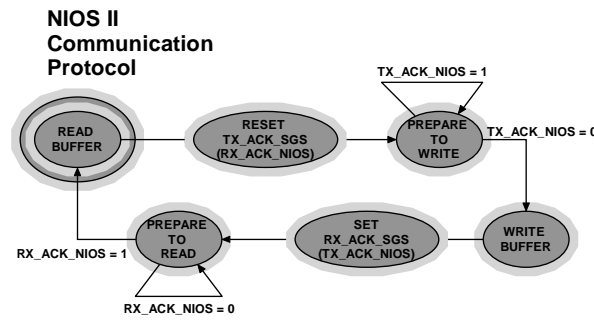 NIOS II
Communication
Protocol
TX_ACK_NIOS = 1
READ
BUFFER
RESET
TX_ACK_SGS
(RX_ACK_NIOS)
PREPARE
TO
WRITE
TX_ACK_NIOS = 0
PREPARE
TO
READ
SET
RX_ACK_SGS
(TX_ACK_NIOS)
WRITE
BUFFER
RX_ACK_NIOS = 1
RX_ACK_NIOS = 0